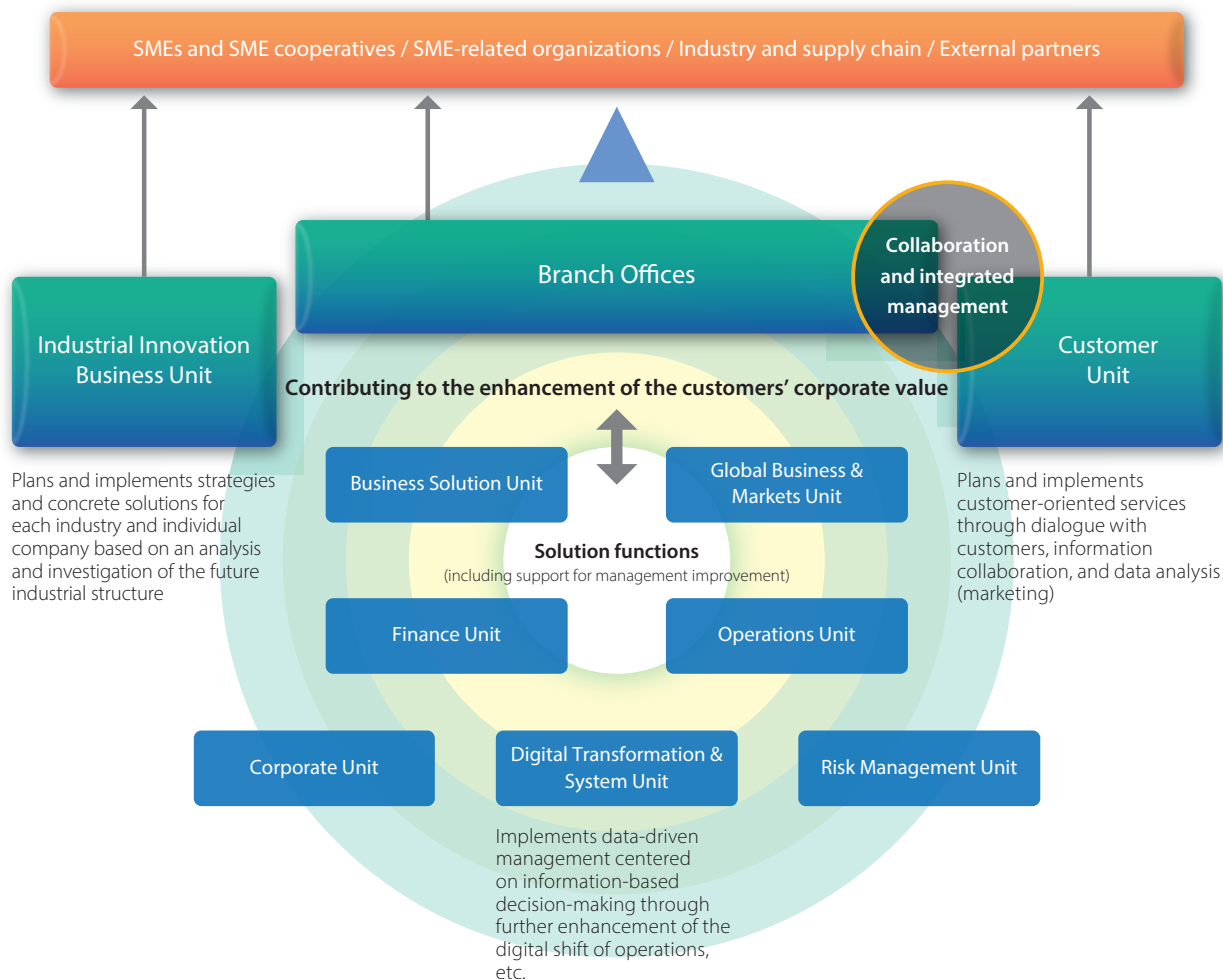 SMEs and SME cooperatives / SME-related organizations / Industry and supply chain / External partners
Branch Offices
Collaboration
and integrated
management
Industrial Innovation
Business Unit
Customer
Unit
Contributing to the enhancement of the customers’ corporate value
Plans and implements strategies
and concrete solutions for
each industry and individual
company based on an analysis
and investigation of the future
industrial structure
Business Solution Unit
Global Business &
Markets Unit
Plans and implements
customer-oriented services
through dialogue with
customers, information
collaboration, and data analysis
(marketing)
Solution functions
(including support for management improvement)
Finance Unit
Operations Unit
Corporate Unit
Digital Transformation &
System Unit
Risk Management Unit
Implements data-driven
management centered
on information-based
decision-making through
further enhancement of the
digital shift of operations,
etc.